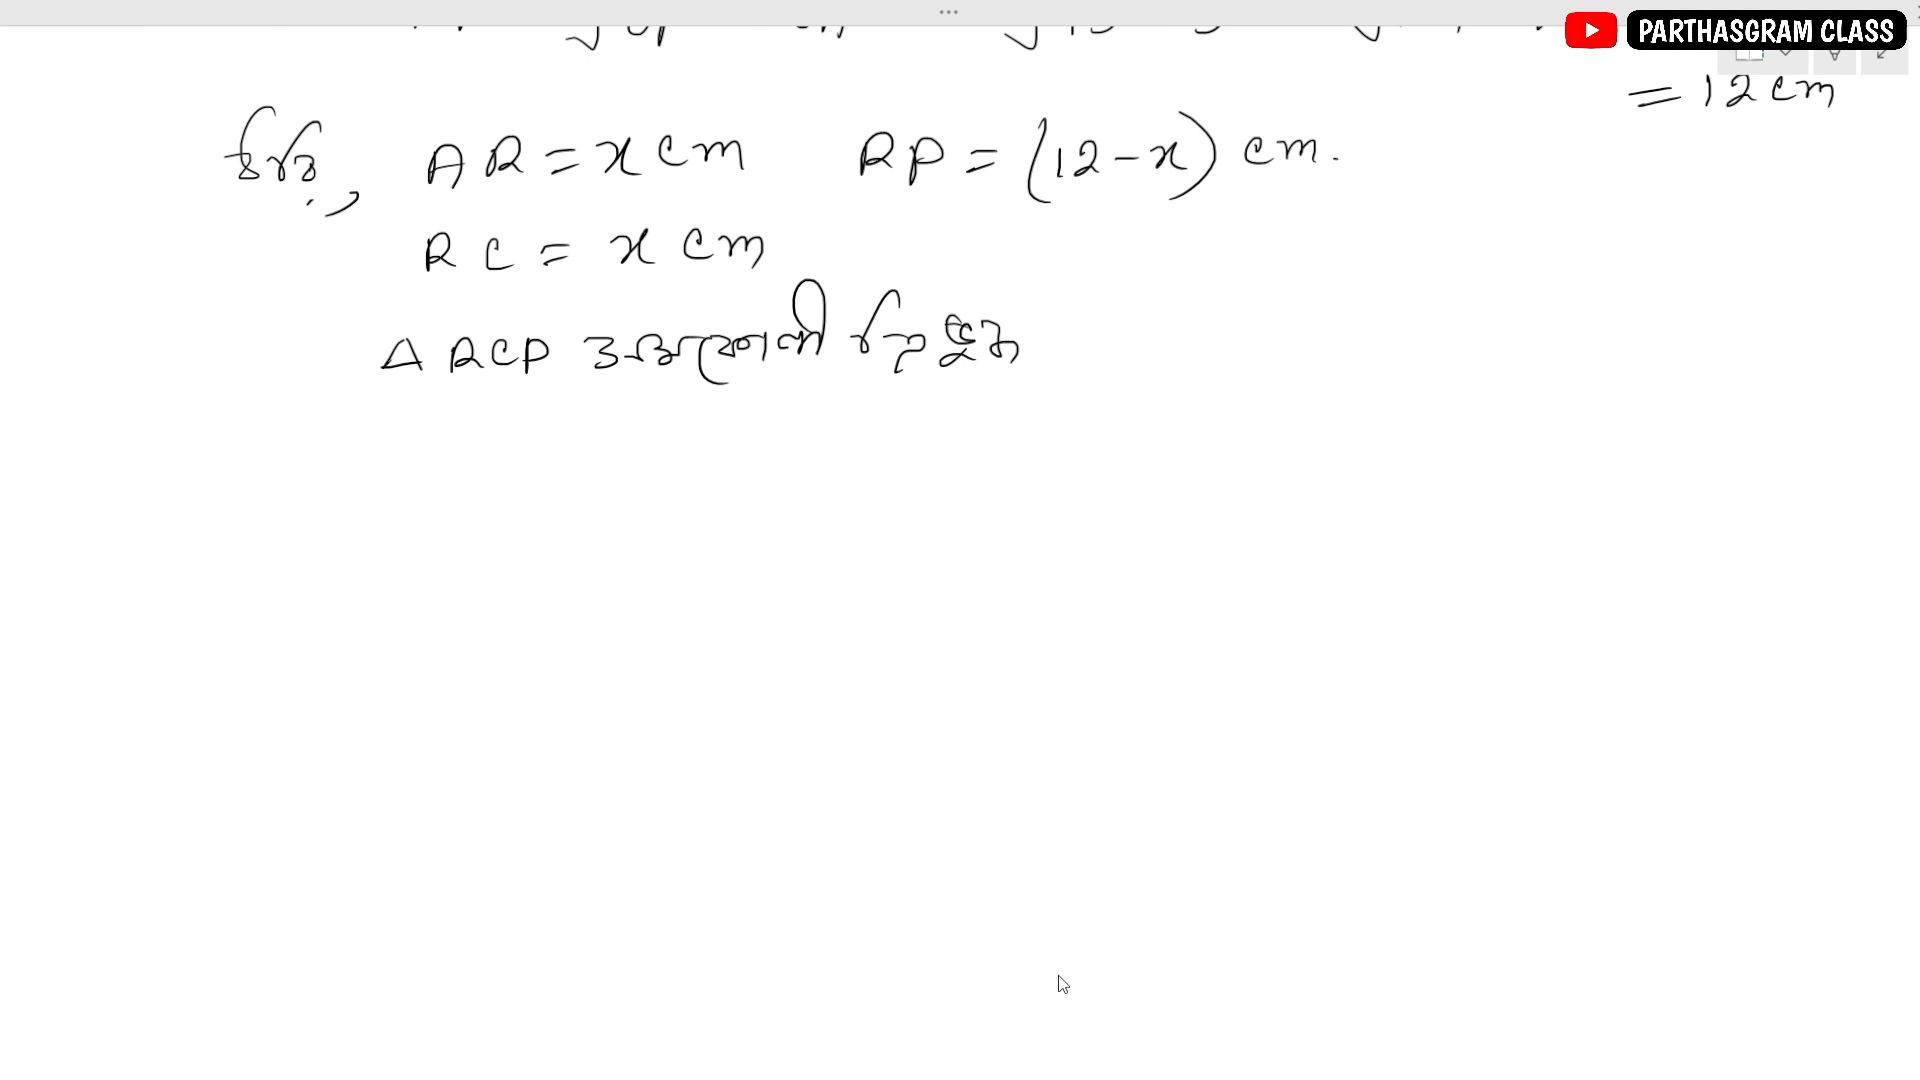 PARTHASGRAM CLASS
= 12 cm
ধরি, AR = x cm RP = (12-x) cm.
RC = x cm
Δ RCP সমকোণী ত্রিভুজ